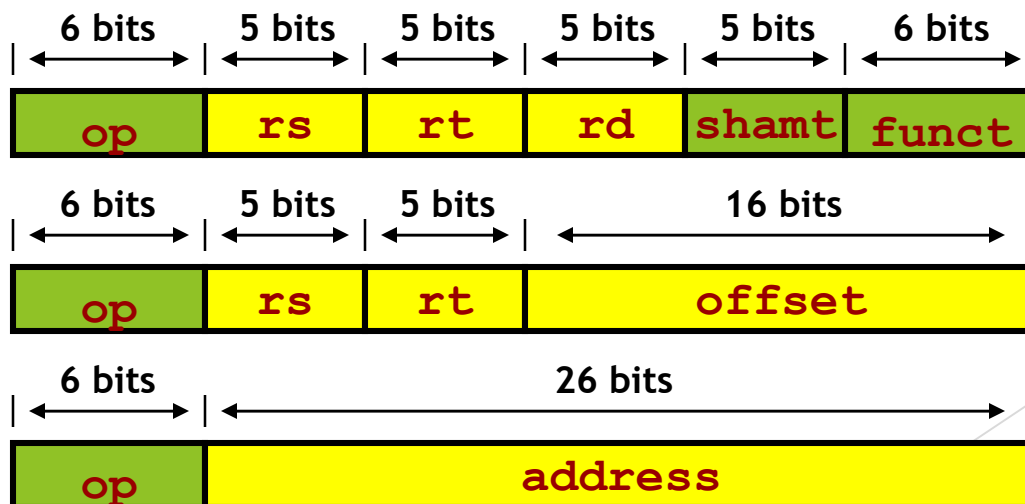 6 bits 5 bits 5 bits 5 bits 5 bits 6 bits
op rs rt rd shamt funct
6 bits 5 bits 5 bits 16 bits
op rs rt offset
6 bits 26 bits
op address